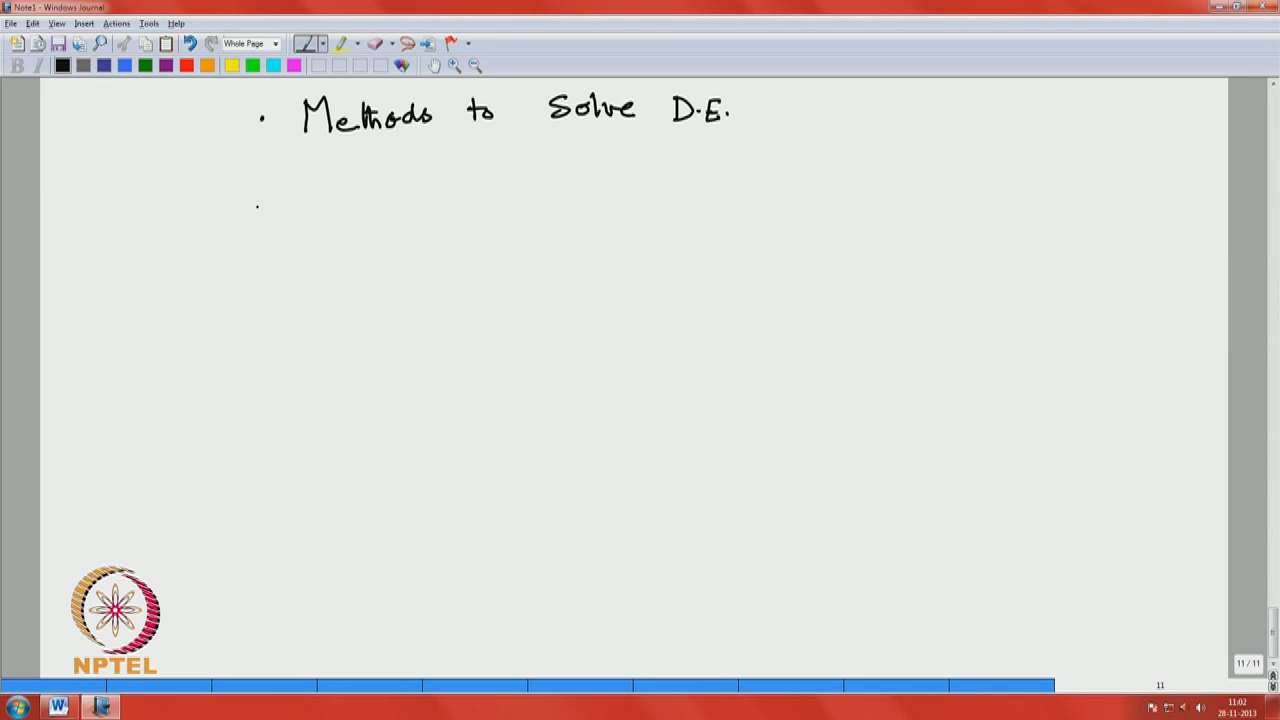 Note1 - Windows Journal
File Edit View Insert Actions Tools Help
Whole Page
B I
. Methods to Solve D.E.
.
NPTEL
11 / 11
11
11:02
28-11-2013